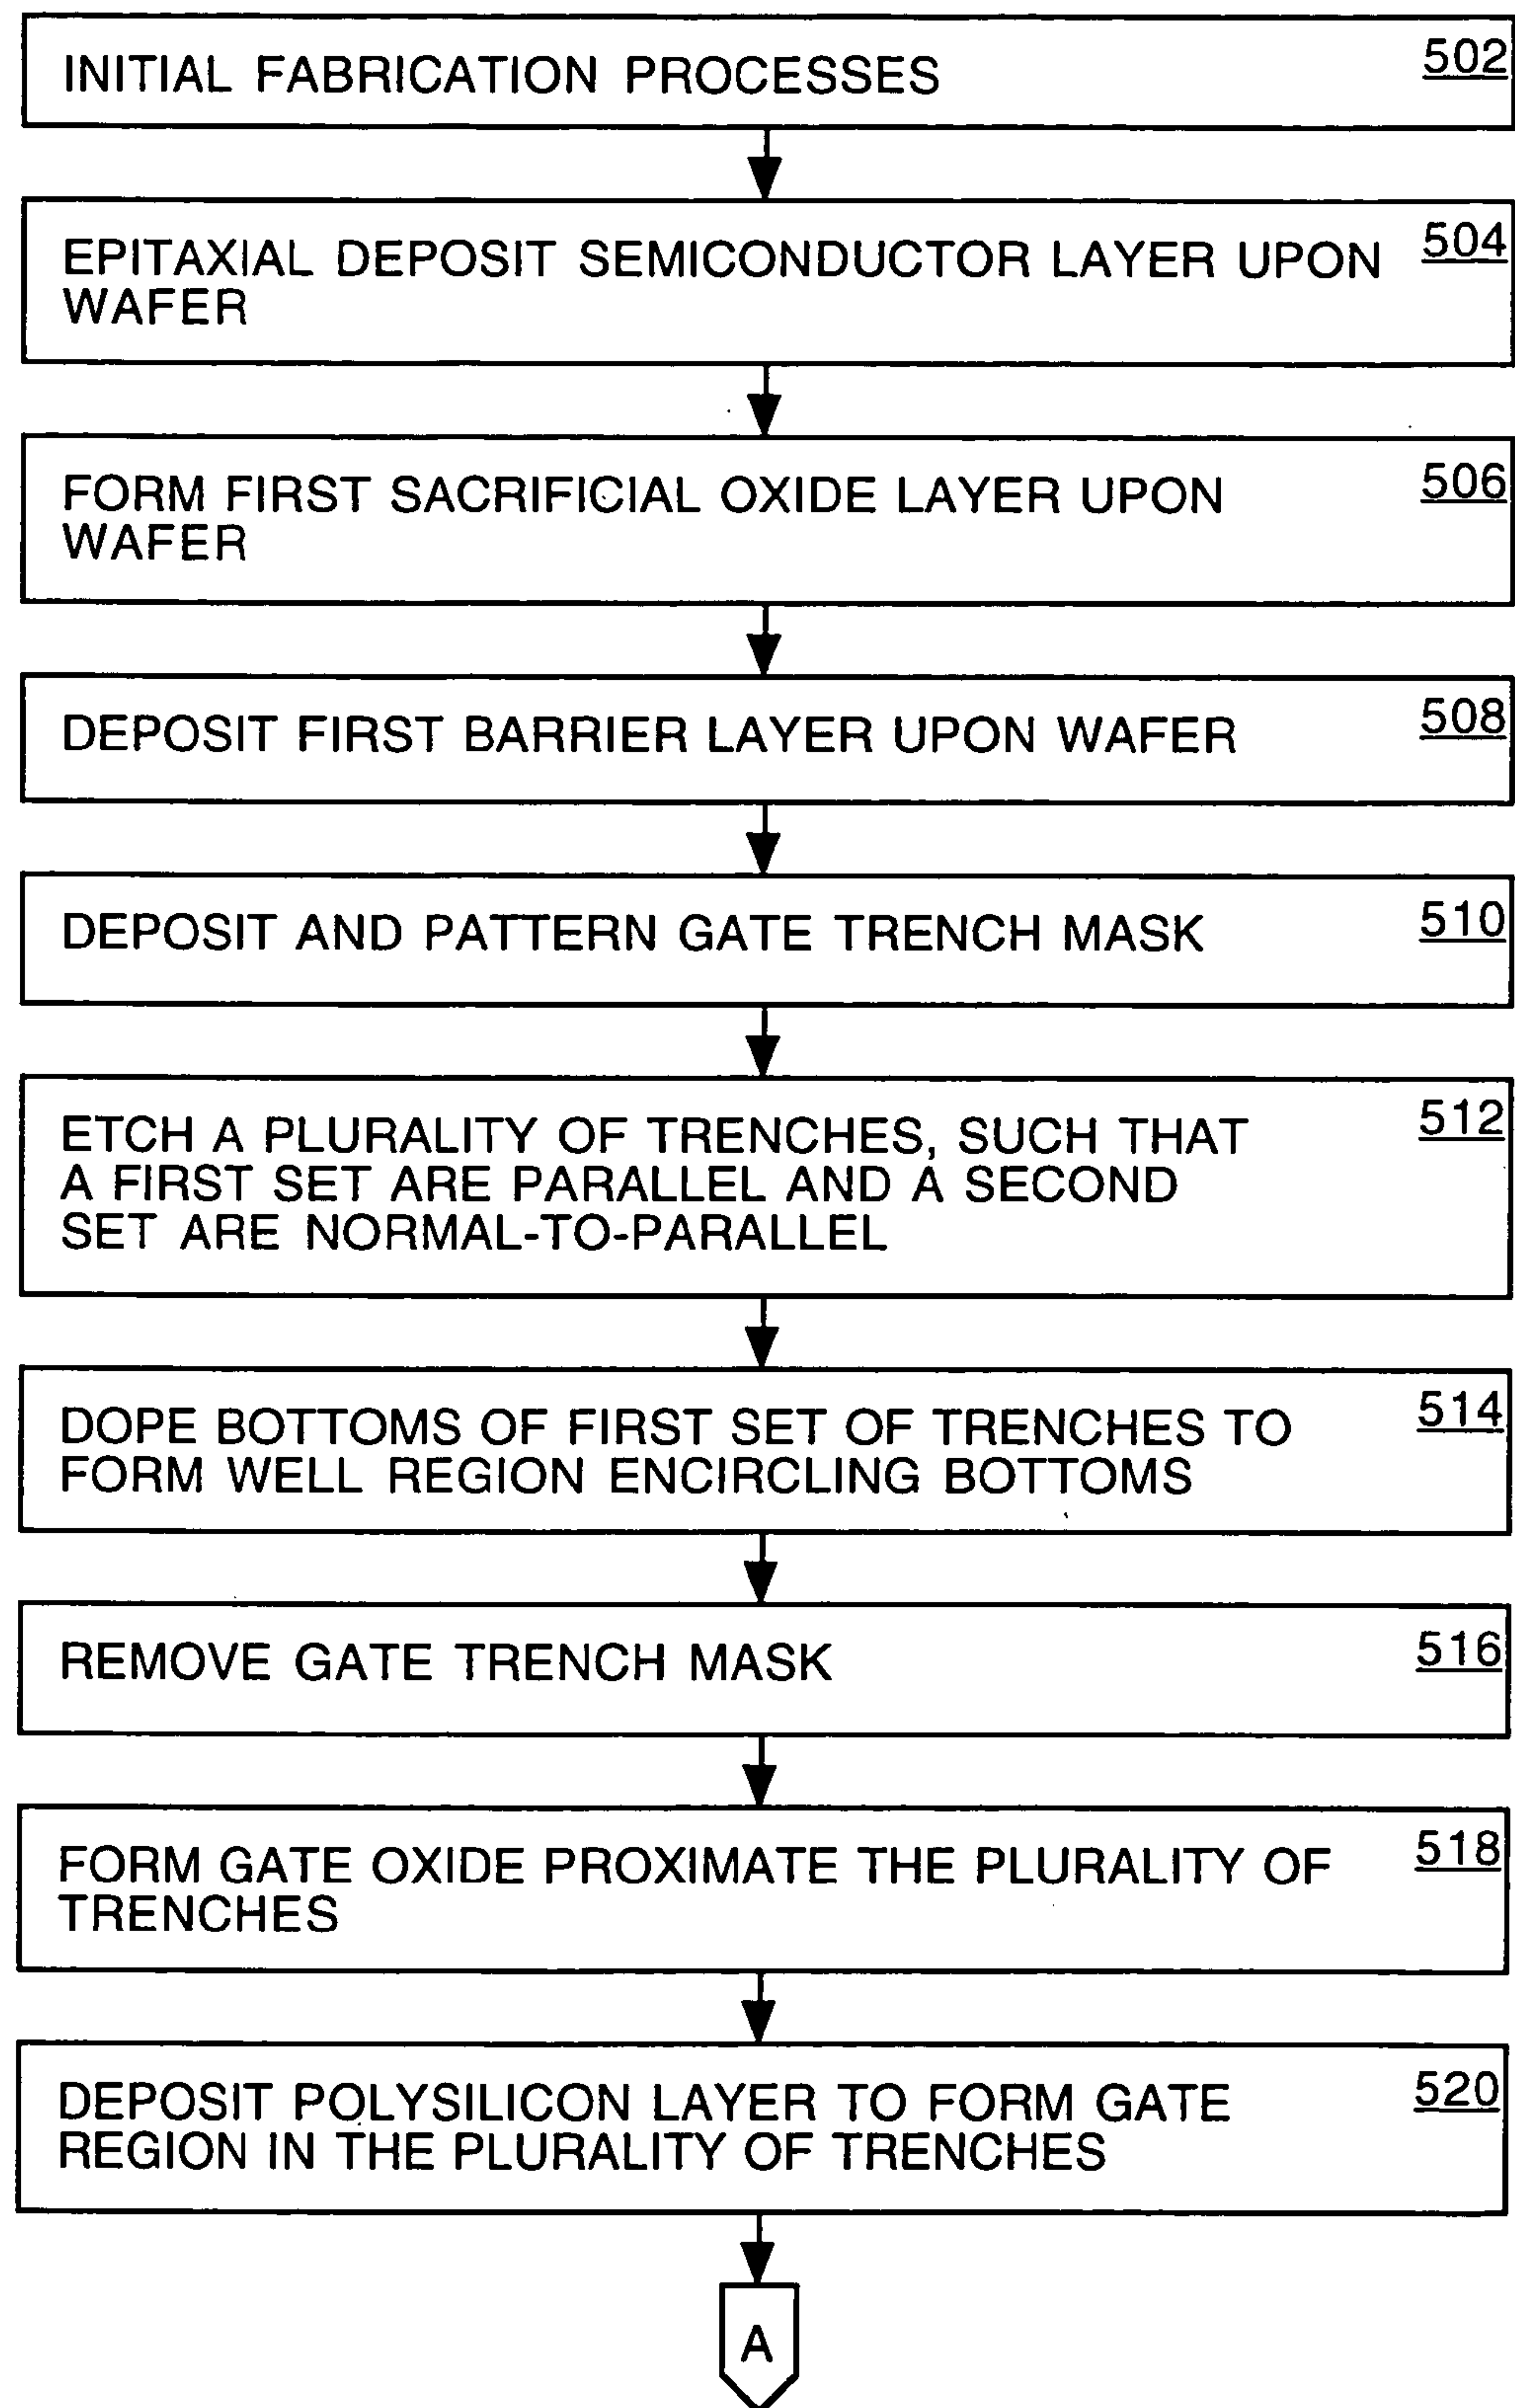 INITIAL FABRICATION PROCESSES 502
EPITAXIAL DEPOSIT SEMICONDUCTOR LAYER UPON 504
WAFER
FORM FIRST SACRIFICIAL OXIDE LAYER UPON 506
WAFER
DEPOSIT FIRST BARRIER LAYER UPON WAFER 508
DEPOSIT AND PATTERN GATE TRENCH MASK 510
ETCH A PLURALITY OF TRENCHES, SUCH THAT 512
A FIRST SET ARE PARALLEL AND A SECOND
SET ARE NORMAL-TO-PARALLEL
DOPE BOTTOMS OF FIRST SET OF TRENCHES TO 514
FORM WELL REGION ENCIRCLING BOTTOMS
REMOVE GATE TRENCH MASK 516
FORM GATE OXIDE PROXIMATE THE PLURALITY OF 518
TRENCHES
DEPOSIT POLYSILICON LAYER TO FORM GATE 520
REGION IN THE PLURALITY OF TRENCHES
A